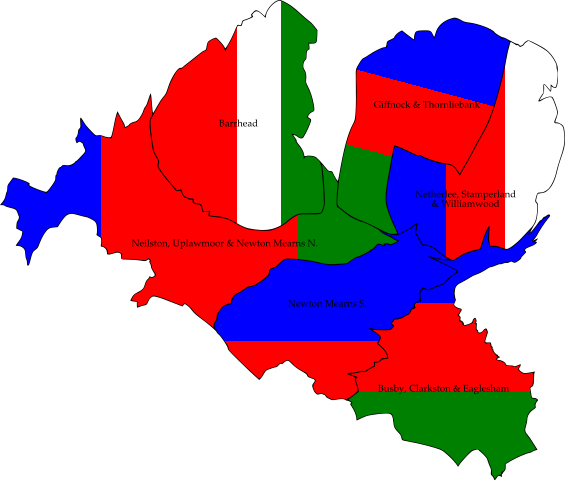 Giffnock & Thornliebank
Barrhead
Netherlee, Stamperland
& Williamwood
Neilston, Uplawmoor & Newton Mearns N.
Newton Mearns S.
Busby, Clarkston & Eaglesham